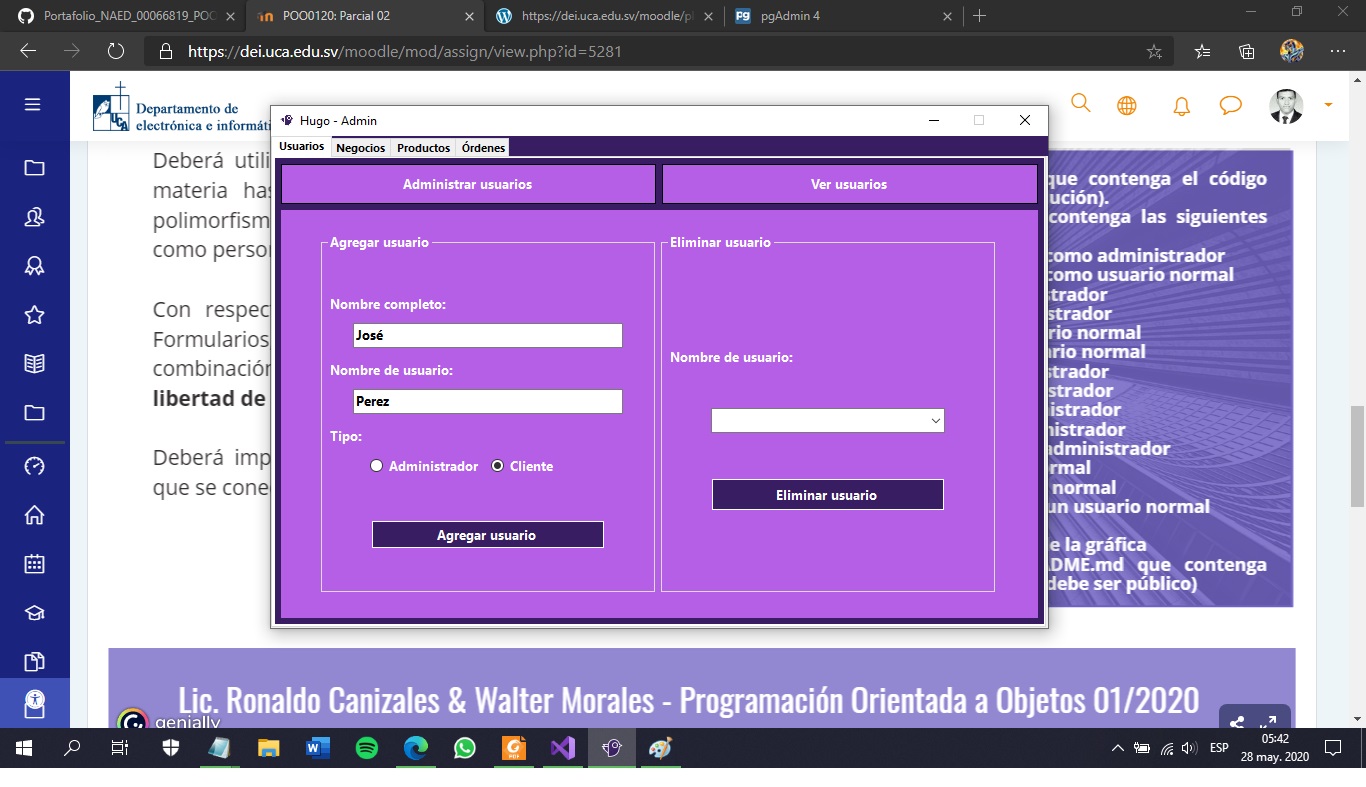 Portafolio_NAED_00066819_POO
POO0120: Parcial 02
https://dei.uca.edu.sv/moodle/pl
pgAdmin 4
https://dei.uca.edu.sv/moodle/mod/assign/view.php?id=5281
UCA
Departamento de
electrónica e informáti
Deberá utili
materia has
polimorfism
como person
Con respec
Formularios
combinación
libertad de
Deberá imp
que se cone
Hugo - Admin
Usuarios Negocios Productos Órdenes
Administrar usuarios Ver usuarios
Agregar usuario
Nombre completo:
José
Nombre de usuario:
Perez
Tipo:
Administrador Cliente
Agregar usuario
Eliminar usuario
Nombre de usuario:
Eliminar usuario
que contenga el código
ución).
contenga las siguientes
como administrador
como usuario normal
strador
strador
rio normal
rio normal
strador
strador
istrador
nistrador
administrador
rmal
normal
un usuario normal
e la gráfica
DME.md que contenga
debe ser público)
Lic. Ronaldo Canizales & Walter Morales - Programación Orientada a Objetos 01/2020
genially
ESP
05:42
28 may. 2020